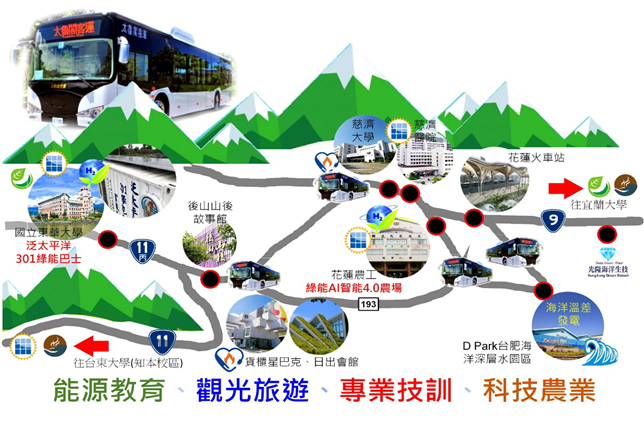 太魯閣客運
慈濟
大學
慈濟
醫院
花蓮火車站
往宜蘭大學
9
後山山後
故事館
國立東華大學
泛太平洋
301綠能巴士
11
丙
H2
H2
花蓮農工
綠能AI智能4.0農場
193
光隆海洋生技
海洋溫差
發電
D Park台肥海
洋深層水園區
11
往台東大學(知本校區)
貨櫃星巴克、日出會館
能源教育、觀光旅遊、專業技訓、科技農業